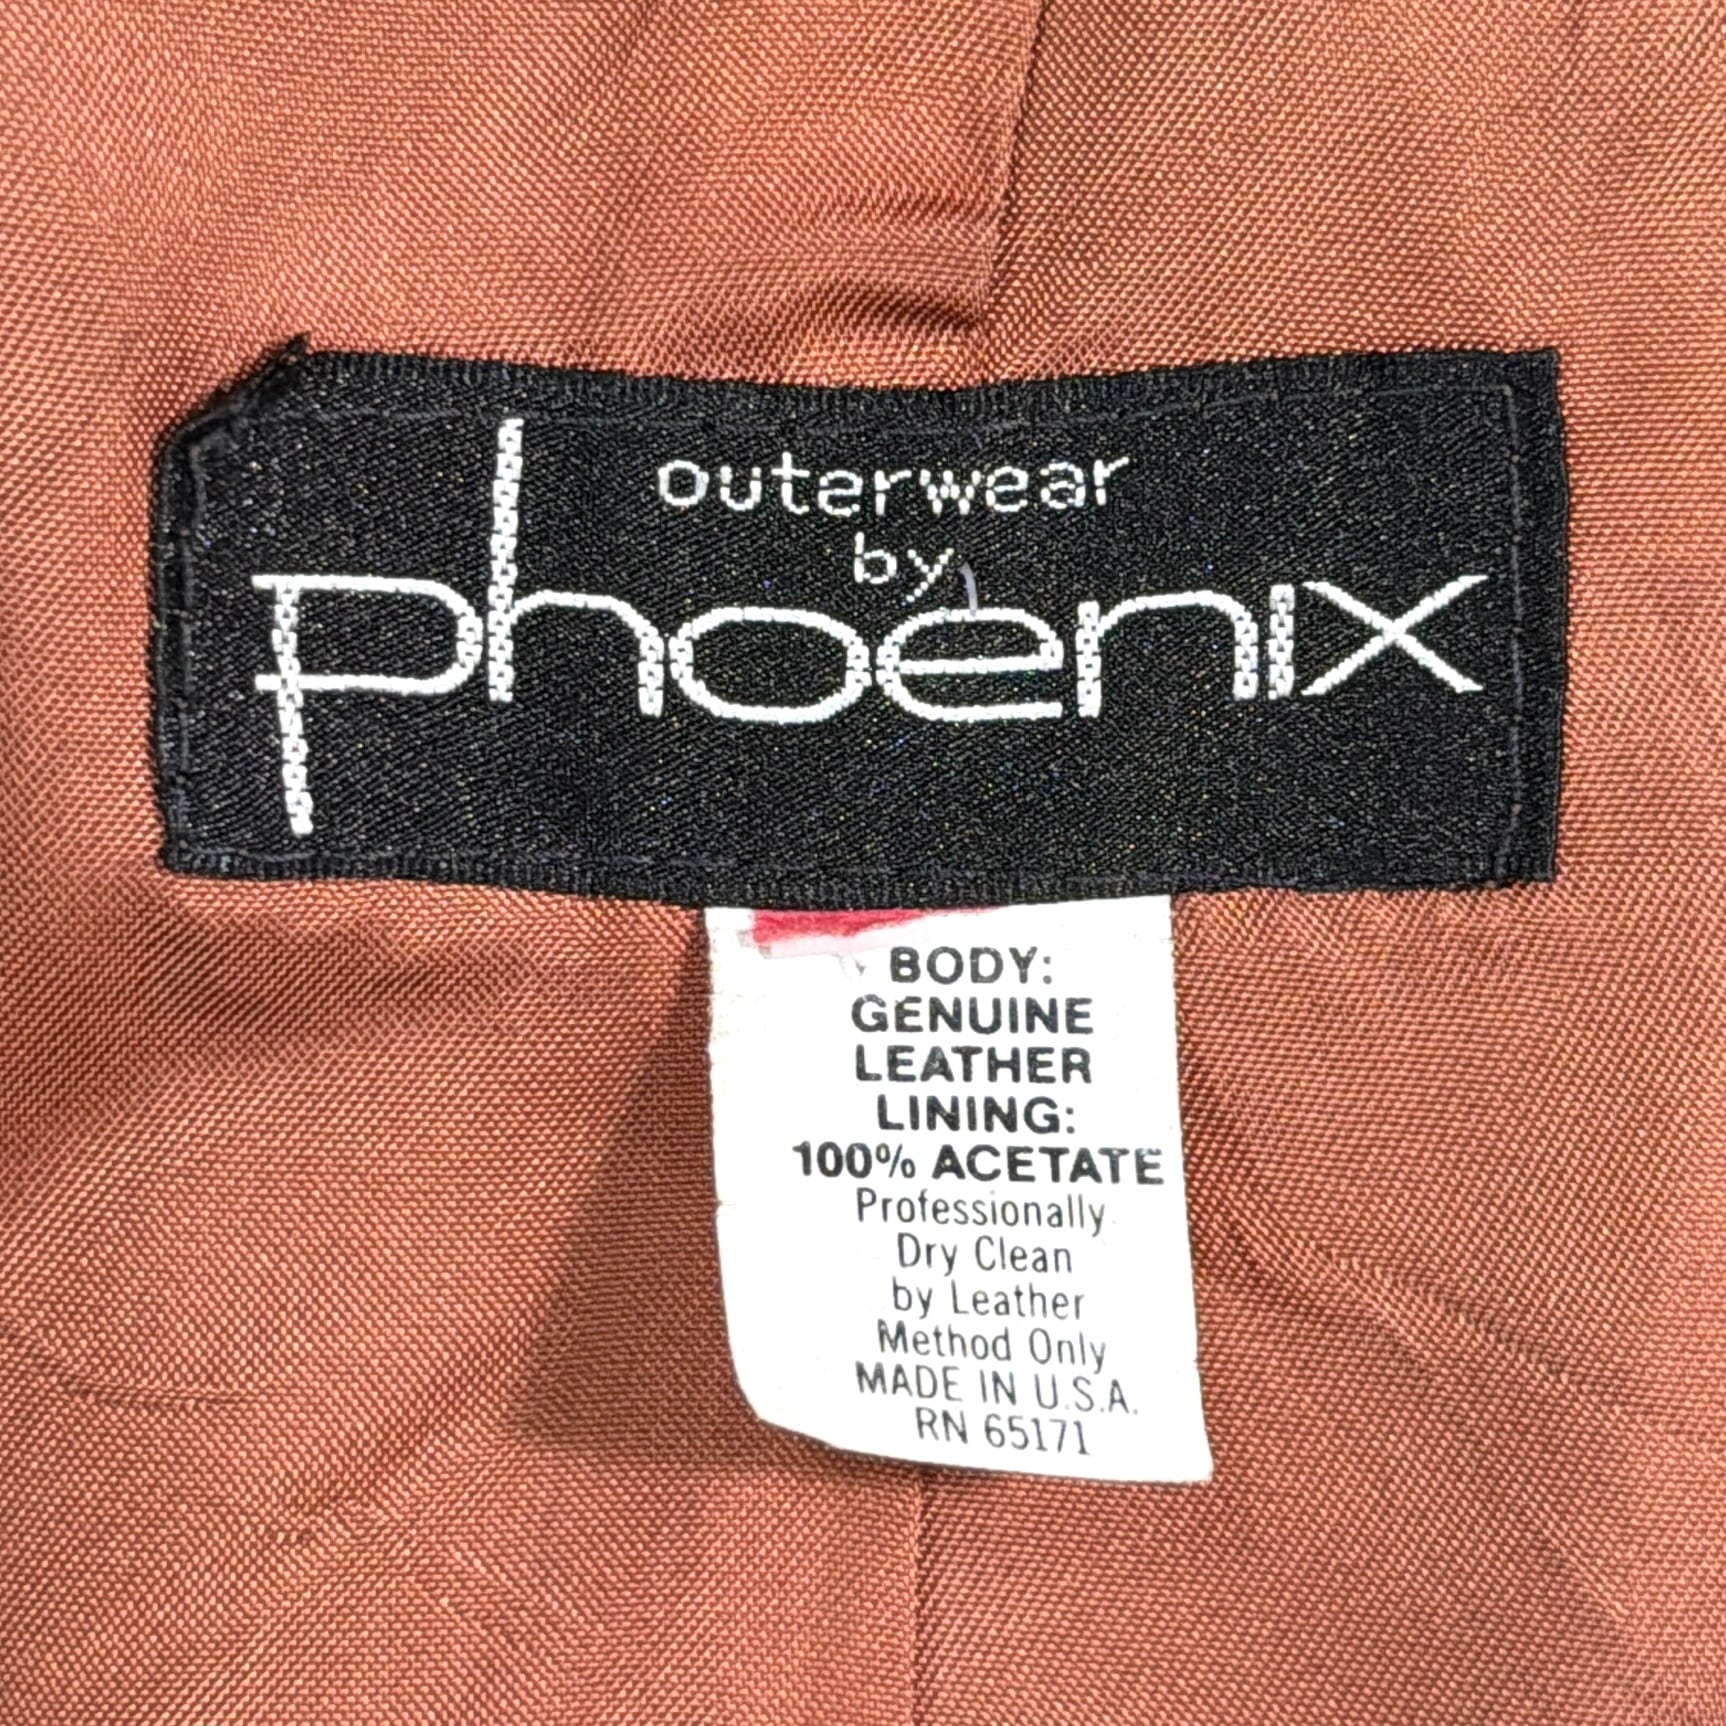 outerwear
by
phoenix
BODY:
GENUINE
LEATHER
LINING:
100% ACETATE
Professionally
Dry Clean
by Leather
Method Only
MADE IN U.S.A.
RN 65171